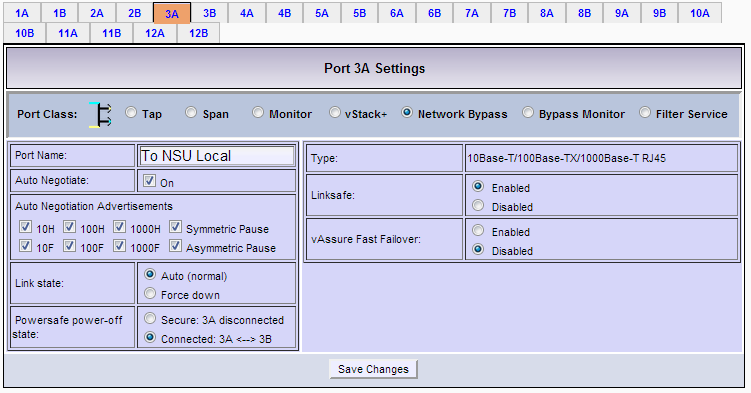 1A 1B 2A 2B 3A 3B 4A 4B 5A 5B 6A 6B 7A 7B 8A 8B 9A 9B 10A
10B 11A 11B 12A 12B
Port 3A Settings
Port Class: Tap Span Monitor vStack+ Network Bypass Bypass Monitor Filter Service
Port Name: To NSU Local
Auto Negotiate: On
Auto Negotiation Advertisements
10H 100H 1000H Symmetric Pause
10F 100F 1000F Asymmetric Pause
Link state: Auto (normal)
Force down
Powersafe power-off state: Secure: 3A disconnected
Connected: 3A <--> 3B
Type: 10Base-T/100Base-TX/1000Base-T RJ45
Linksafe: Enabled
Disabled
vAssure Fast Failover: Enabled
Disabled
Save Changes